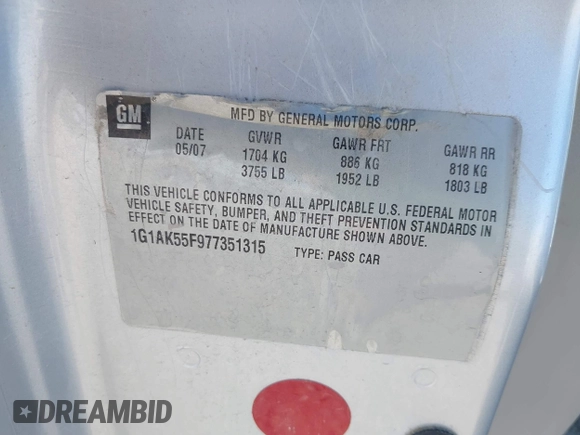 GM
MFD BY GENERAL MOTORS CORP.
DATE GVWR GAWR FRT GAWR RR
05/07 1704 KG 886 KG 818 KG
3755 LB 1952 LB 1803 LB
THIS VEHICLE CONFORMS TO ALL APPLICABLE U.S. FEDERAL MOTOR
VEHICLE SAFETY, BUMPER, AND THEFT PREVENTION STANDARDS IN
EFFECT ON THE DATE OF MANUFACTURE SHOWN ABOVE.
1G1AK55F977351315 TYPE: PASS CAR
DREAMBID